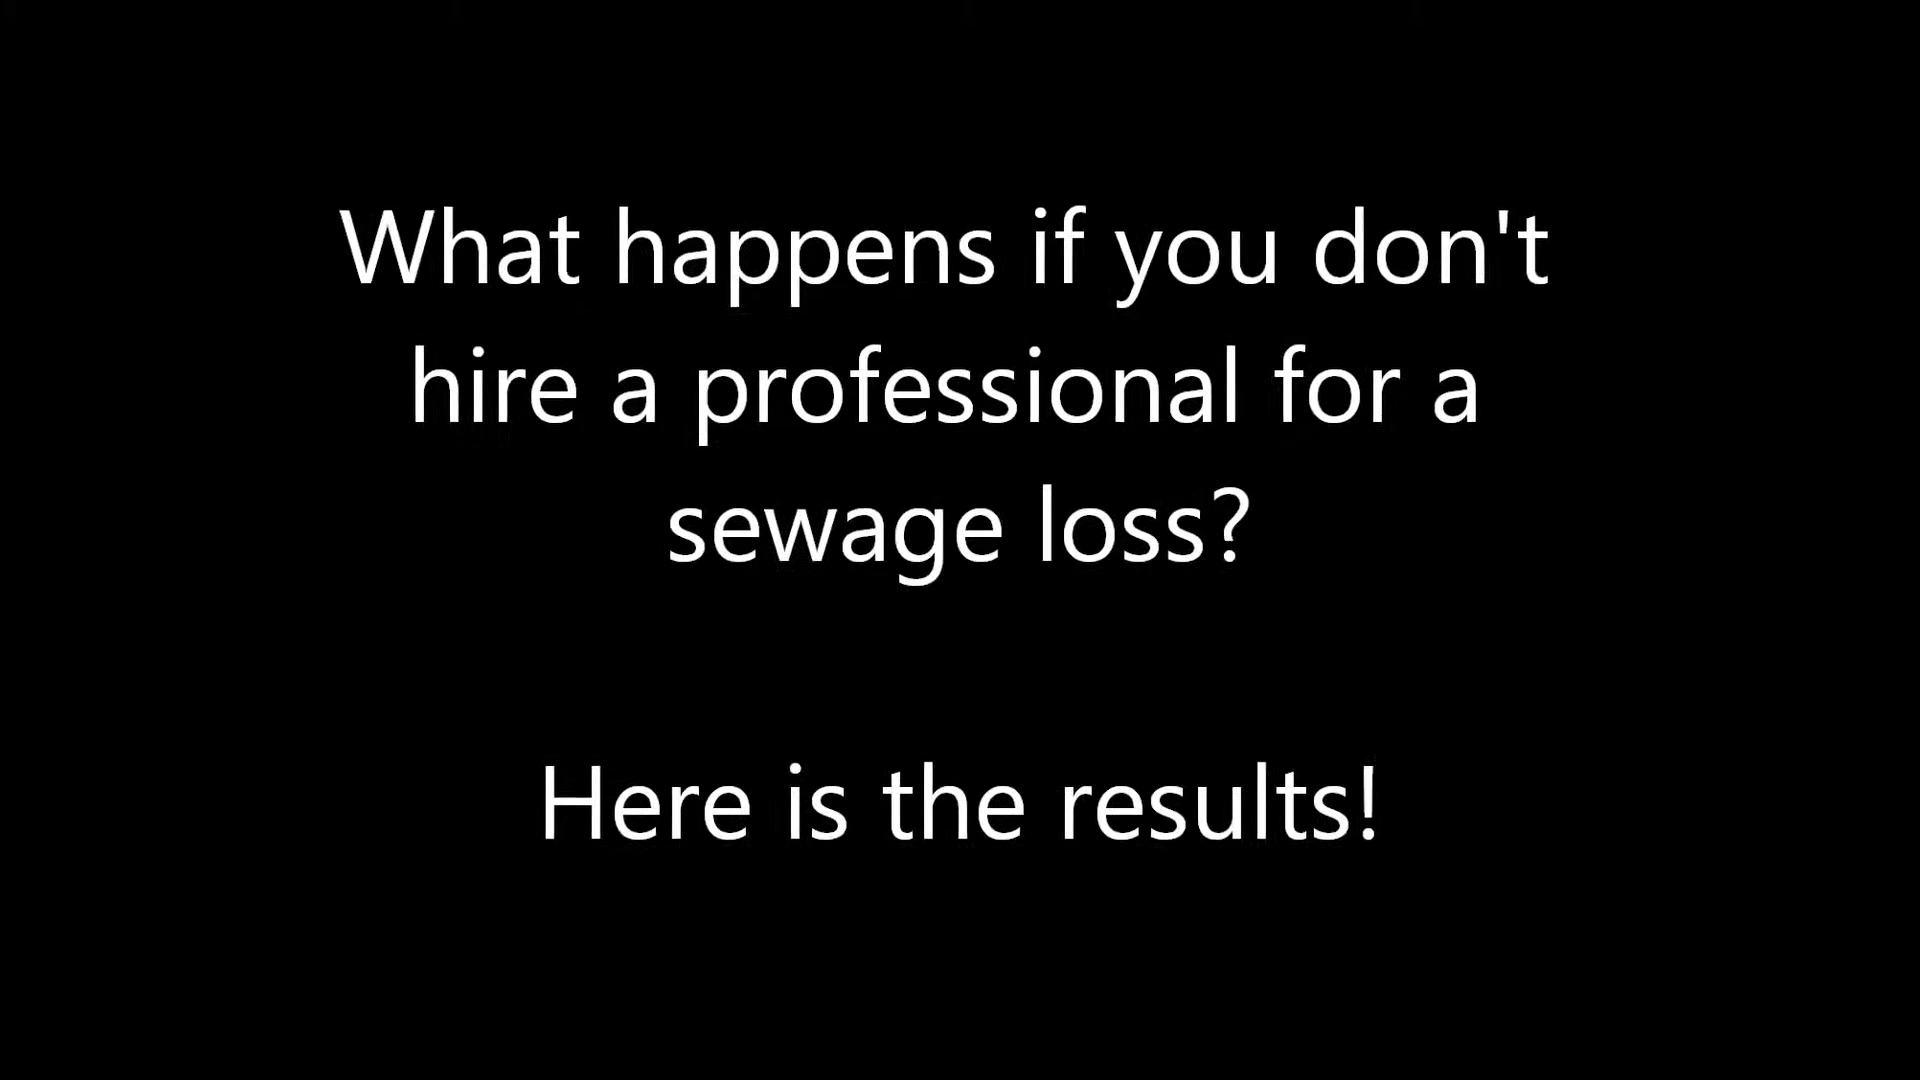 What happens if you don't
hire a professional for a
sewage loss?
Here is the results!